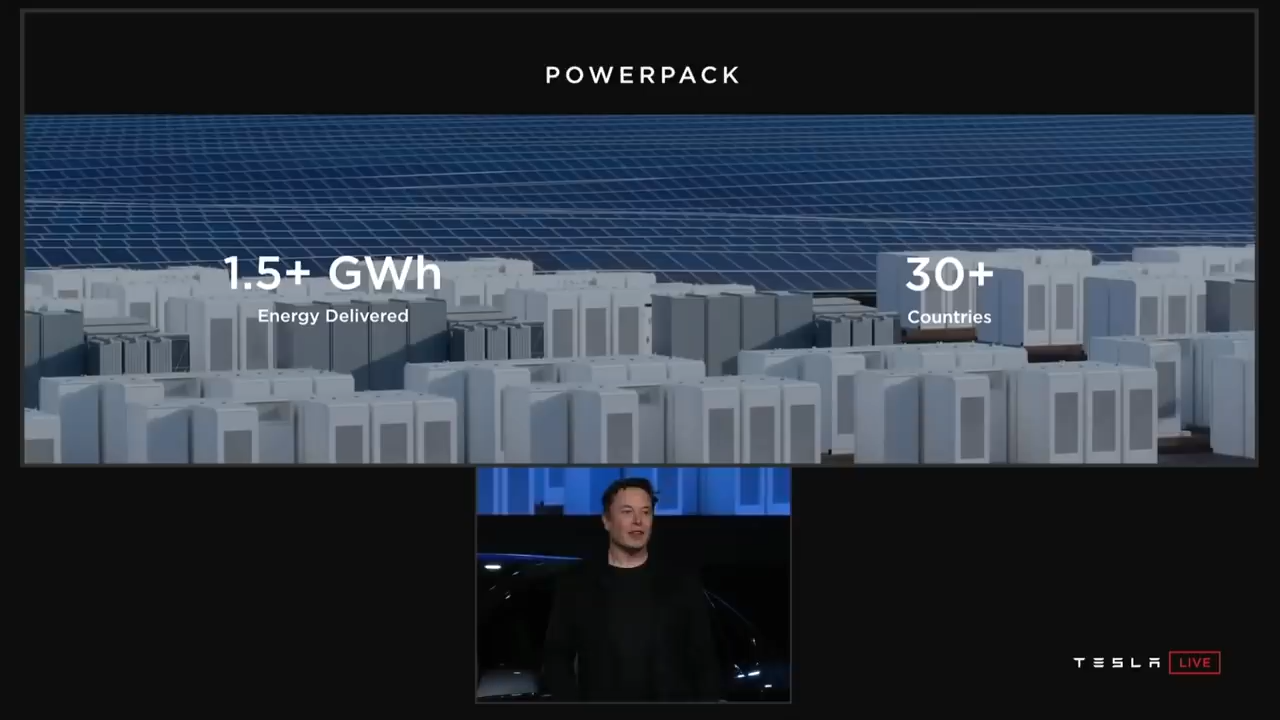 POWERPACK
1.5+ GWh
Energy Delivered
30+
Countries
TESLA LIVE